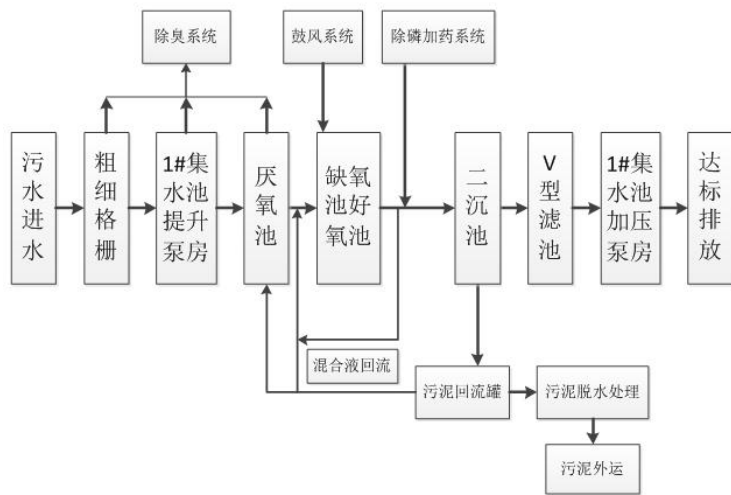 除臭系统
鼓风系统
除磷加药系统
污
水
进
水
粗
细
格
栅
1#集
水池
提升
泵房
厌
氧
池
缺氧
池好
氧池
二
沉
池
V
型
滤
池
1#集
水池
加压
泵房
达
标
排
放
混合液回流
污泥回流罐
污泥脱水处理
污泥外运